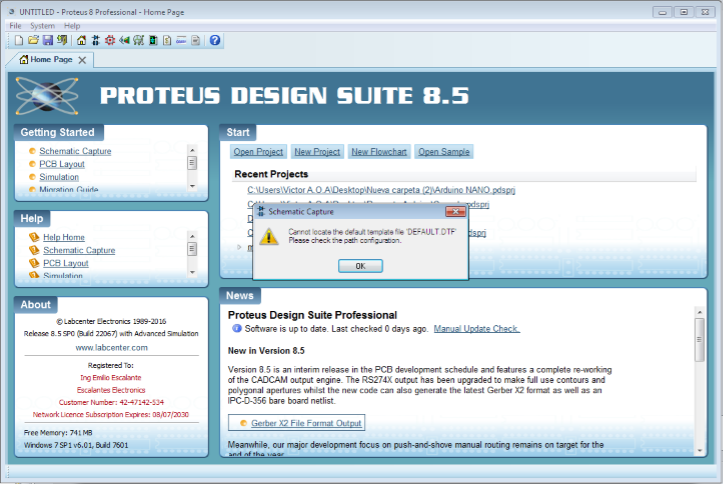 UNTITLED - Proteus 8 Professional - Home Page
File System Help
Home Page
PROTEUS DESIGN SUITE 8.5
Getting Started
Schematic Capture
PCB Layout
Simulation
Migration Guide
Help
Help Home
Schematic Capture
PCB Layout
Simulation
About
© Labcenter Electronics 1989-2016
Release 8.5 SP0 (Build 22067) with Advanced Simulation
www.labcenter.com
Registered To:
Ing Emilio Escalante
Escalantes Electronics
Customer Number: 42-47142-534
Network Licence Subscription Expires: 08/07/2030
Free Memory: 741 MB
Windows 7 SP1 v6.01, Build 7601
Start
Open Project New Project New Flowchart Open Sample
Recent Projects
C:\Users\Victor A.O.A\Desktop\Nueva carpeta (2)\Arduino NANO.pdsprj
Schematic Capture
Cannot locate the default template file 'DEFAULT.DTF'
Please check the path configuration.
OK
News
Proteus Design Suite Professional
Software is up to date. Last checked 0 days ago. Manual Update Check.
New in Version 8.5
Version 8.5 is an interim release in the PCB development schedule and features a complete re-working
of the CADCAM output engine. The RS274X output has been upgraded to make full use contours and
polygonal apertures whilst the new code can also generate the latest Gerber X2 format as well as an
IPC-D-356 bare board netlist.
Gerber X2 File Format Output
Meanwhile, our major development focus on push-and-shove manual routing remains on target for the
end of the year.